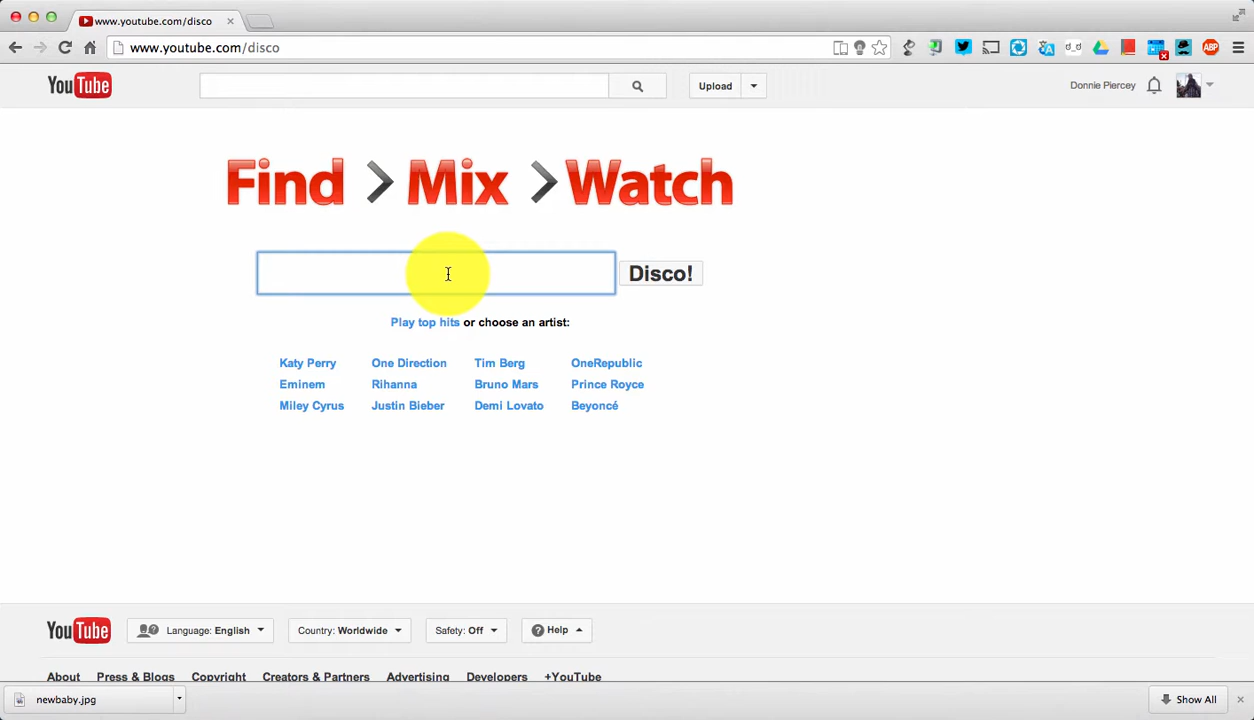 www.youtube.com/disco
www.youtube.com/disco
ABP
YouTube
Upload
Donnie Piercey
Find > Mix > Watch
Disco!
Play top hits or choose an artist:
Katy Perry One Direction Tim Berg OneRepublic
Eminem Rihanna Bruno Mars Prince Royce
Miley Cyrus Justin Bieber Demi Lovato Beyoncé
YouTube Language: English Country: Worldwide Safety: Off Help
About Press & Blogs Copyright Creators & Partners Advertising Developers +YouTube
newbaby.jpg Show All